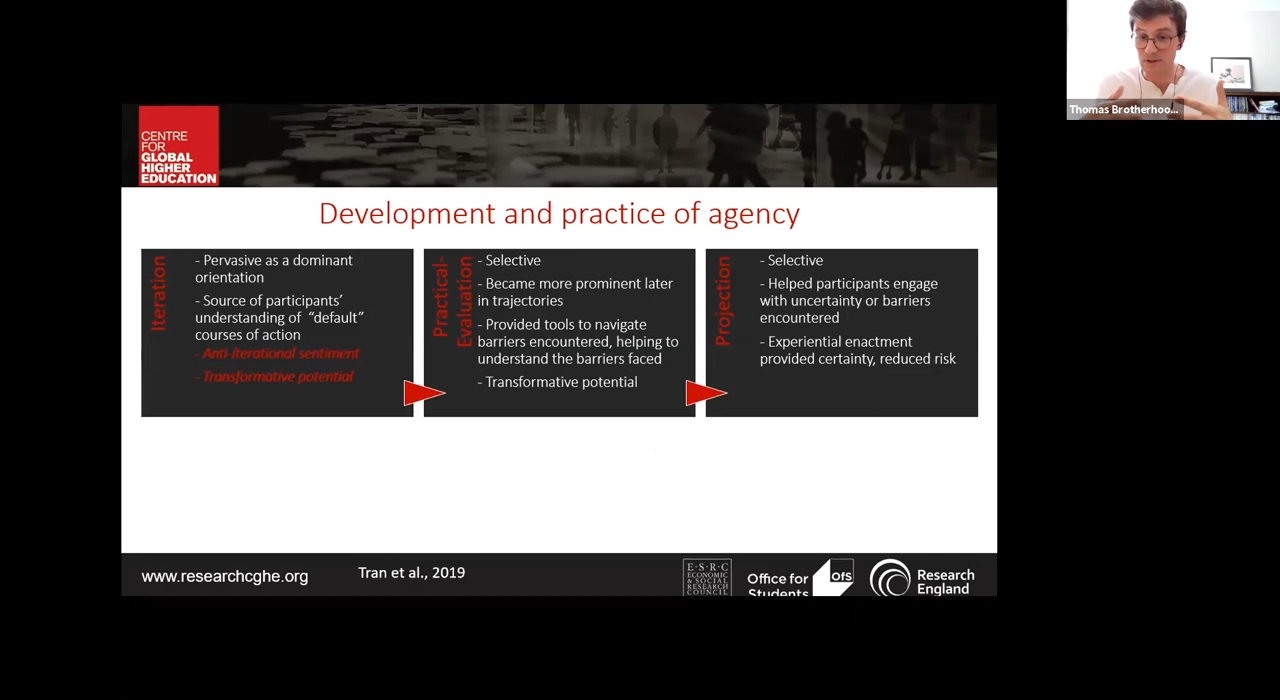 Thomas Brotherhoo...
CENTRE
FOR
GLOBAL
HIGHER
EDUCATION
Development and practice of agency
Iteration
- Pervasive as a dominant
orientation
- Source of participants’
understanding of “default”
courses of action
- Anti-iterational sentiment
- Transformative potential
Practical-
Evaluation
- Selective
- Became more prominent later
in trajectories
- Provided tools to navigate
barriers encountered, helping to
understand the barriers faced
- Transformative potential
Projection
- Selective
- Helped participants engage
with uncertainty or barriers
encountered
- Experiential enactment
provided certainty, reduced risk
www.researchcghe.org
Tran et al., 2019
E·S·R·C
ECONOMIC
& SOCIAL
RESEARCH
COUNCIL
Office for
Students
OfS
Research
England